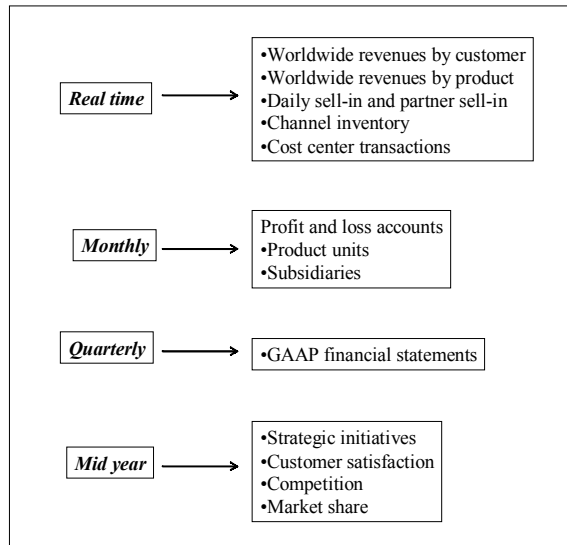 Real time
•Worldwide revenues by customer
•Worldwide revenues by product
•Daily sell-in and partner sell-in
•Channel inventory
•Cost center transactions
Monthly
Profit and loss accounts
•Product units
•Subsidiaries
Quarterly
•GAAP financial statements
Mid year
•Strategic initiatives
•Customer satisfaction
•Competition
•Market share